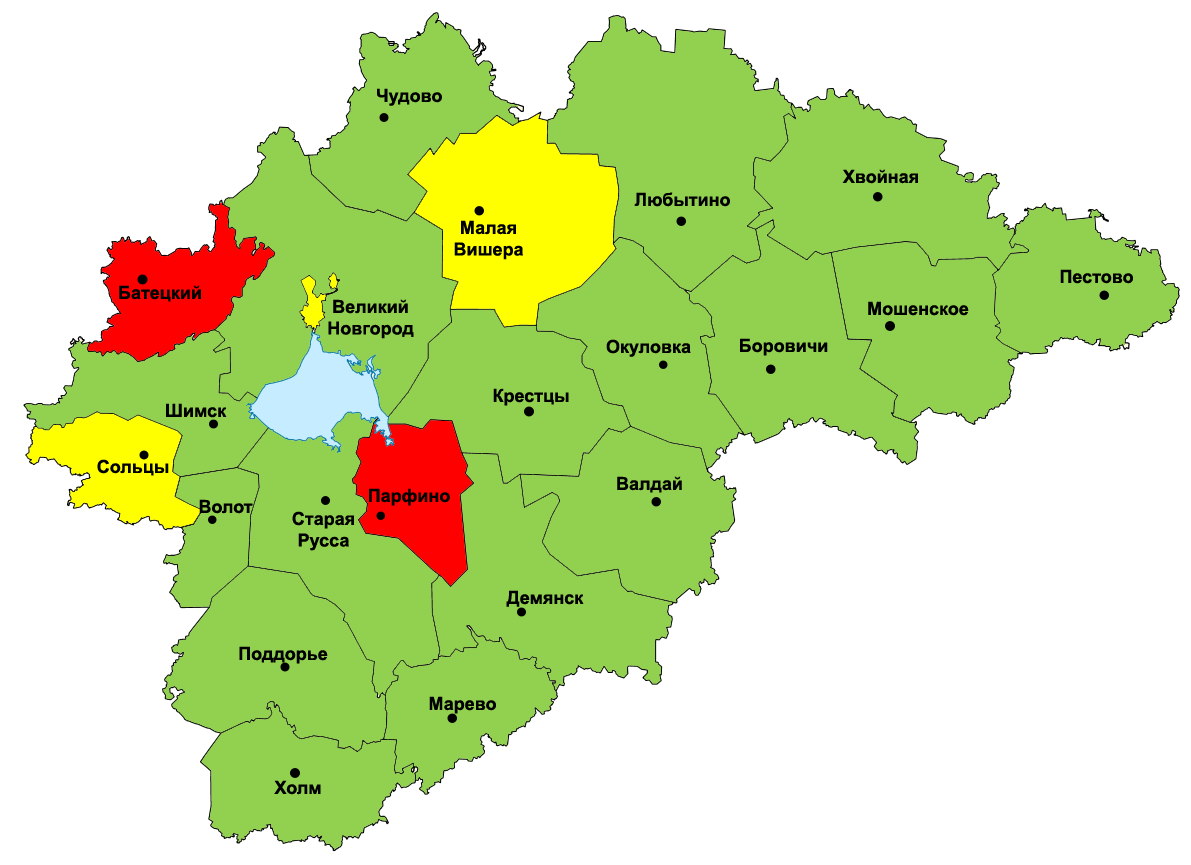 Чудово
Хвойная
Любытино
Малая
Вишера
Пестово
Батецкий
Великий
Новгород
Мошенское
Окуловка
Боровичи
Крестцы
Шимск
Сольцы
Валдай
Парфино
Волот
Старая
Русса
Демянск
Поддорье
Марево
Холм